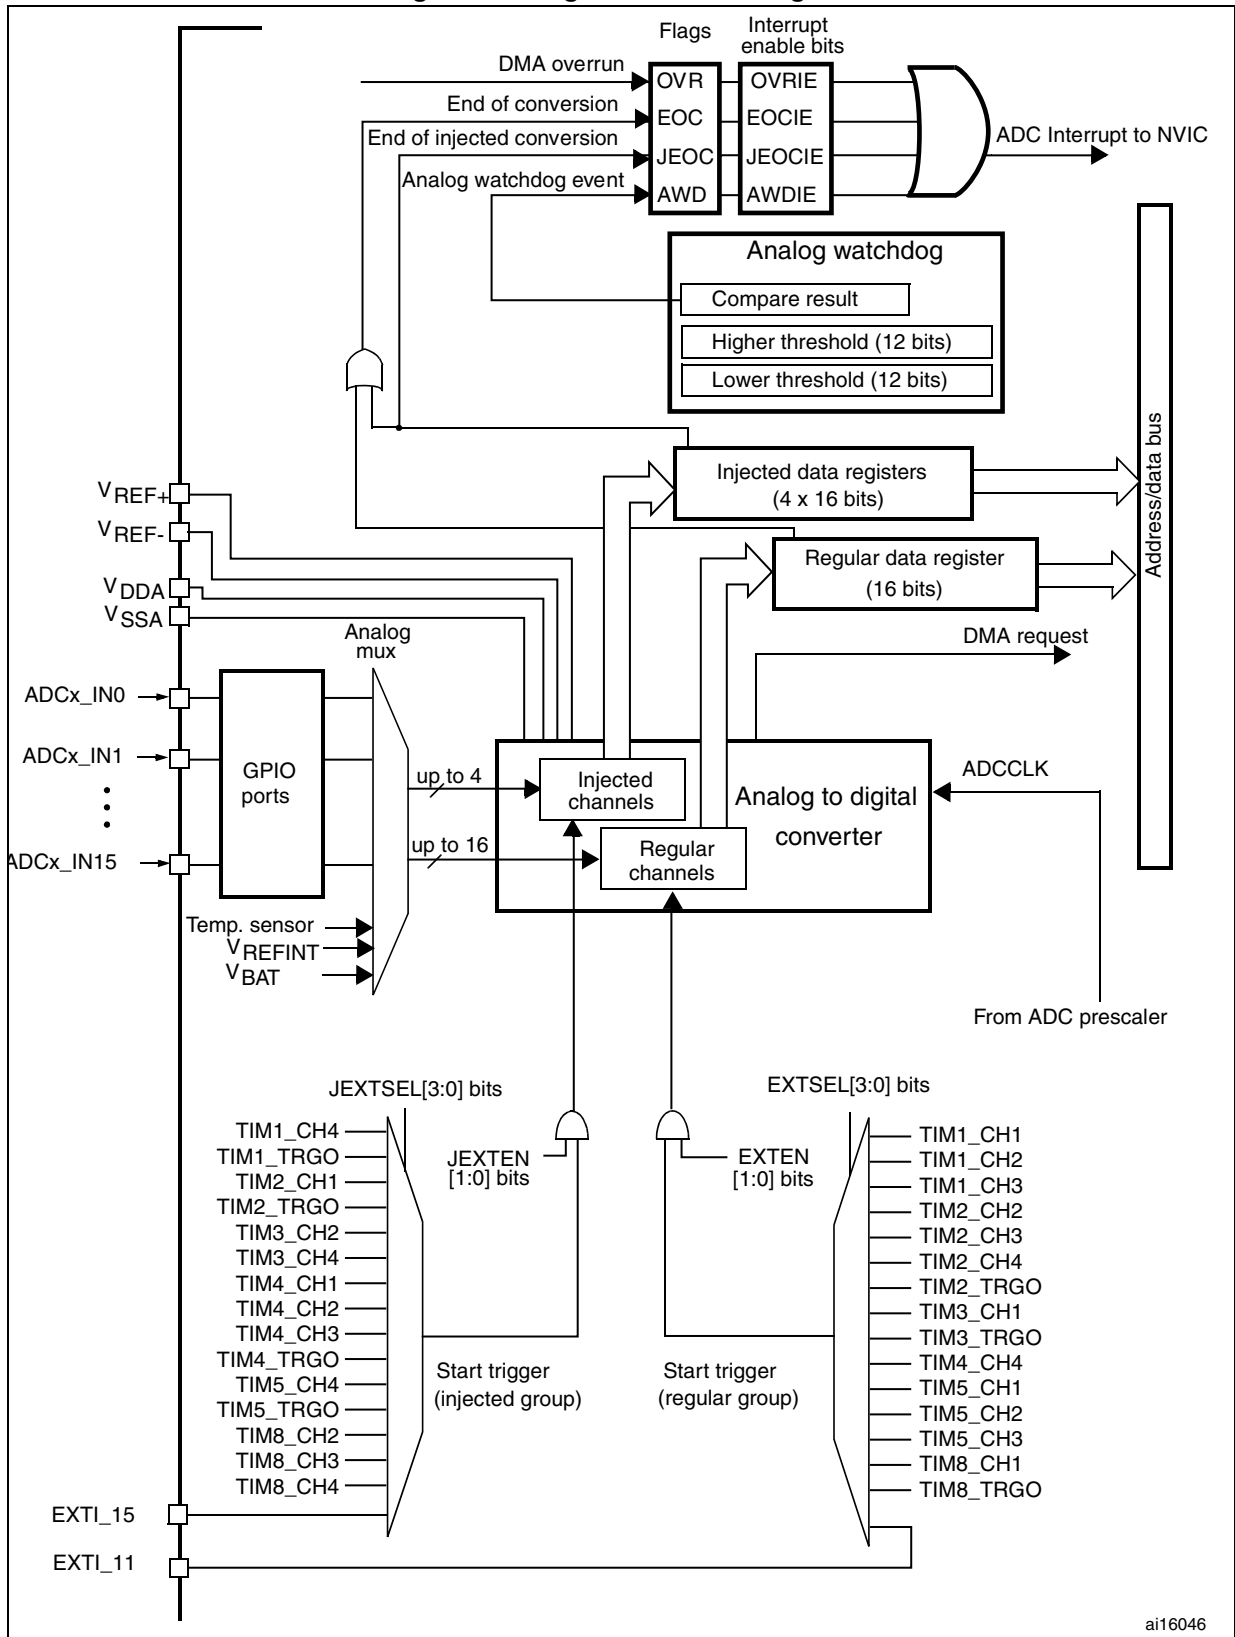 Flags
Interrupt
enable bits
DMA overrun
OVR
OVRIE
End of conversion
EOC
EOCIE
End of injected conversion
JEOC
JEOCIE
ADC Interrupt to NVIC
Analog watchdog event
AWD
AWDIE
Analog watchdog
Compare result
Higher threshold (12 bits)
Lower threshold (12 bits)
Address/data bus
Injected data registers
(4 x 16 bits)
Regular data register
(16 bits)
DMA request
VREF+
VREF-
VDDA
VSSA
Analog
mux
ADCx_IN0
ADCx_IN1
ADCx_IN15
GPIO
ports
up to 4
up to 16
Injected
channels
Regular
channels
Analog to digital
converter
ADCCLK
Temp. sensor
VREFINT
VBAT
From ADC prescaler
JEXTSEL[3:0] bits
EXTSEL[3:0] bits
TIM1_CH4
TIM1_TRGO
TIM2_CH1
TIM2_TRGO
TIM3_CH2
TIM3_CH4
TIM4_CH1
TIM4_CH2
TIM4_CH3
TIM4_TRGO
TIM5_CH4
TIM5_TRGO
TIM8_CH2
TIM8_CH3
TIM8_CH4
JEXTEN
[1:0] bits
EXTEN
[1:0] bits
Start trigger
(injected group)
Start trigger
(regular group)
TIM1_CH1
TIM1_CH2
TIM1_CH3
TIM2_CH2
TIM2_CH3
TIM2_CH4
TIM2_TRGO
TIM3_CH1
TIM3_TRGO
TIM4_CH4
TIM5_CH1
TIM5_CH2
TIM5_CH3
TIM8_CH1
TIM8_TRGO
EXTI_15
EXTI_11
ai16046